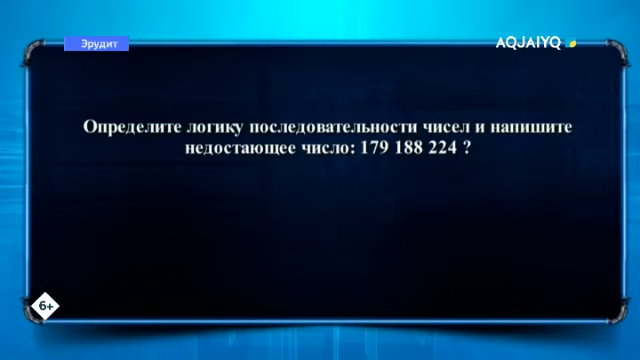 Эрудит
AQJAIYQ
Определите логику последовательности чисел и напишите
недостающее число: 179 188 224 ?
6+